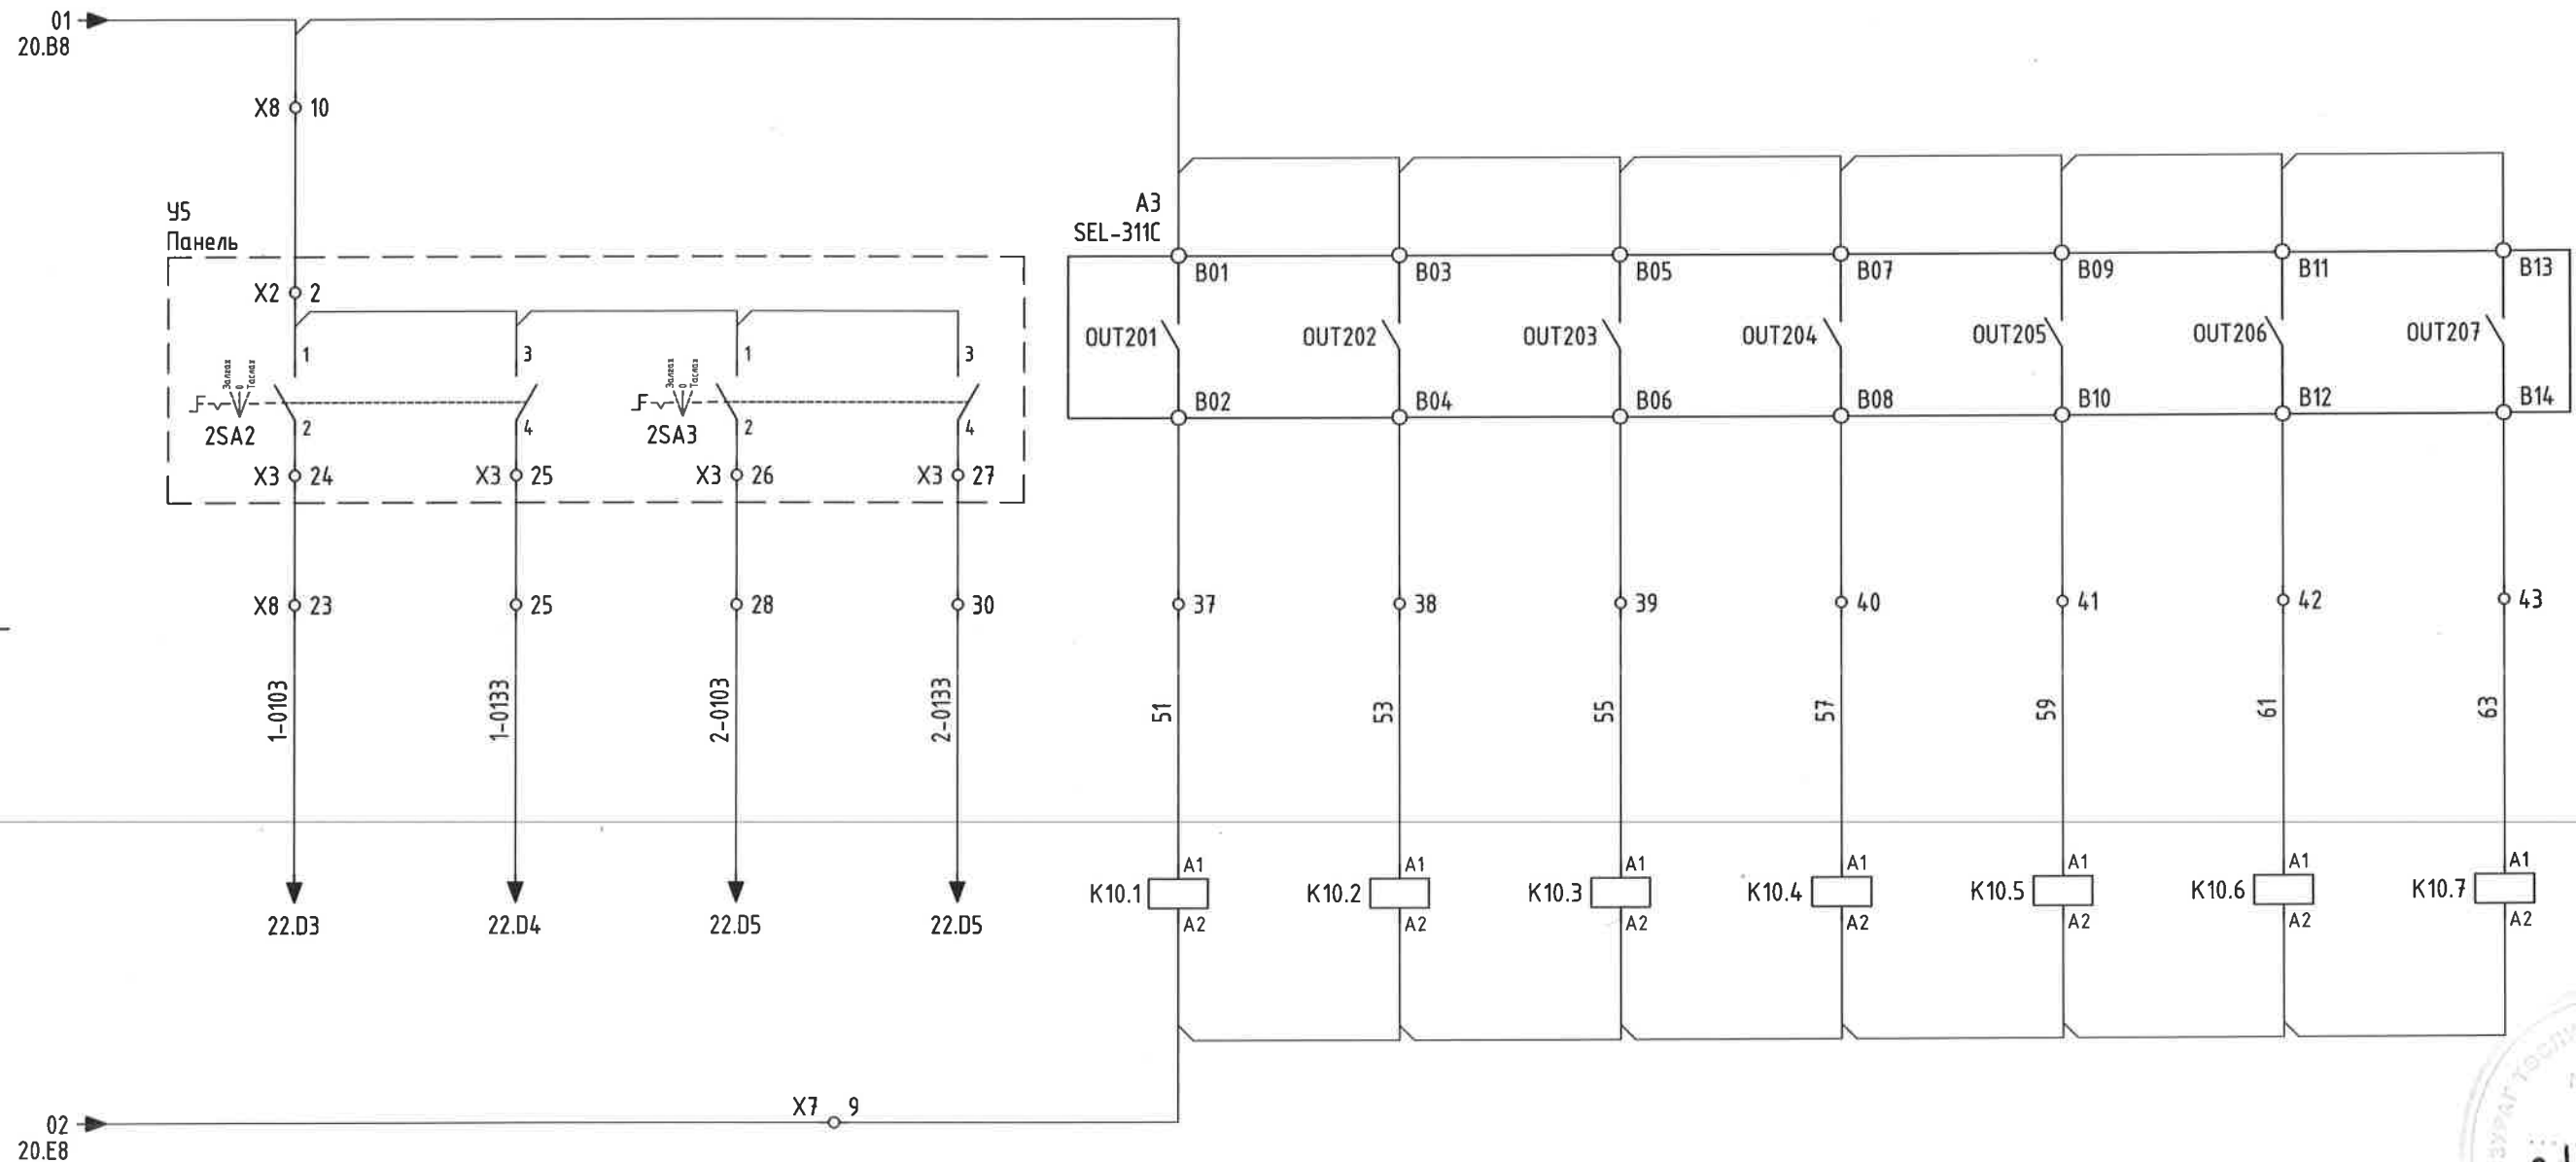 01
20.B8
X8 10
У5
Панель
X2 2
1 3 1 3
Залгах
0
Таслах
Залгах
0
Таслах
2SA2 2 4 2SA3 2 4
X3 24 X3 25 X3 26 X3 27
X8 23 25 28 30
1-0103 1-0133 2-0103 2-0133
22.D3 22.D4 22.D5 22.D5
A3
SEL-311C
B01 B03 B05 B07 B09 B11 B13
OUT201 OUT202 OUT203 OUT204 OUT205 OUT206 OUT207
B02 B04 B06 B08 B10 B12 B14
37 38 39 40 41 42 43
51 53 55 57 59 61 63
A1 A1 A1 A1 A1 A1 A1
K10.1 K10.2 K10.3 K10.4 K10.5 K10.6 K10.7
A2 A2 A2 A2 A2 A2 A2
X7 9
02
20.E8